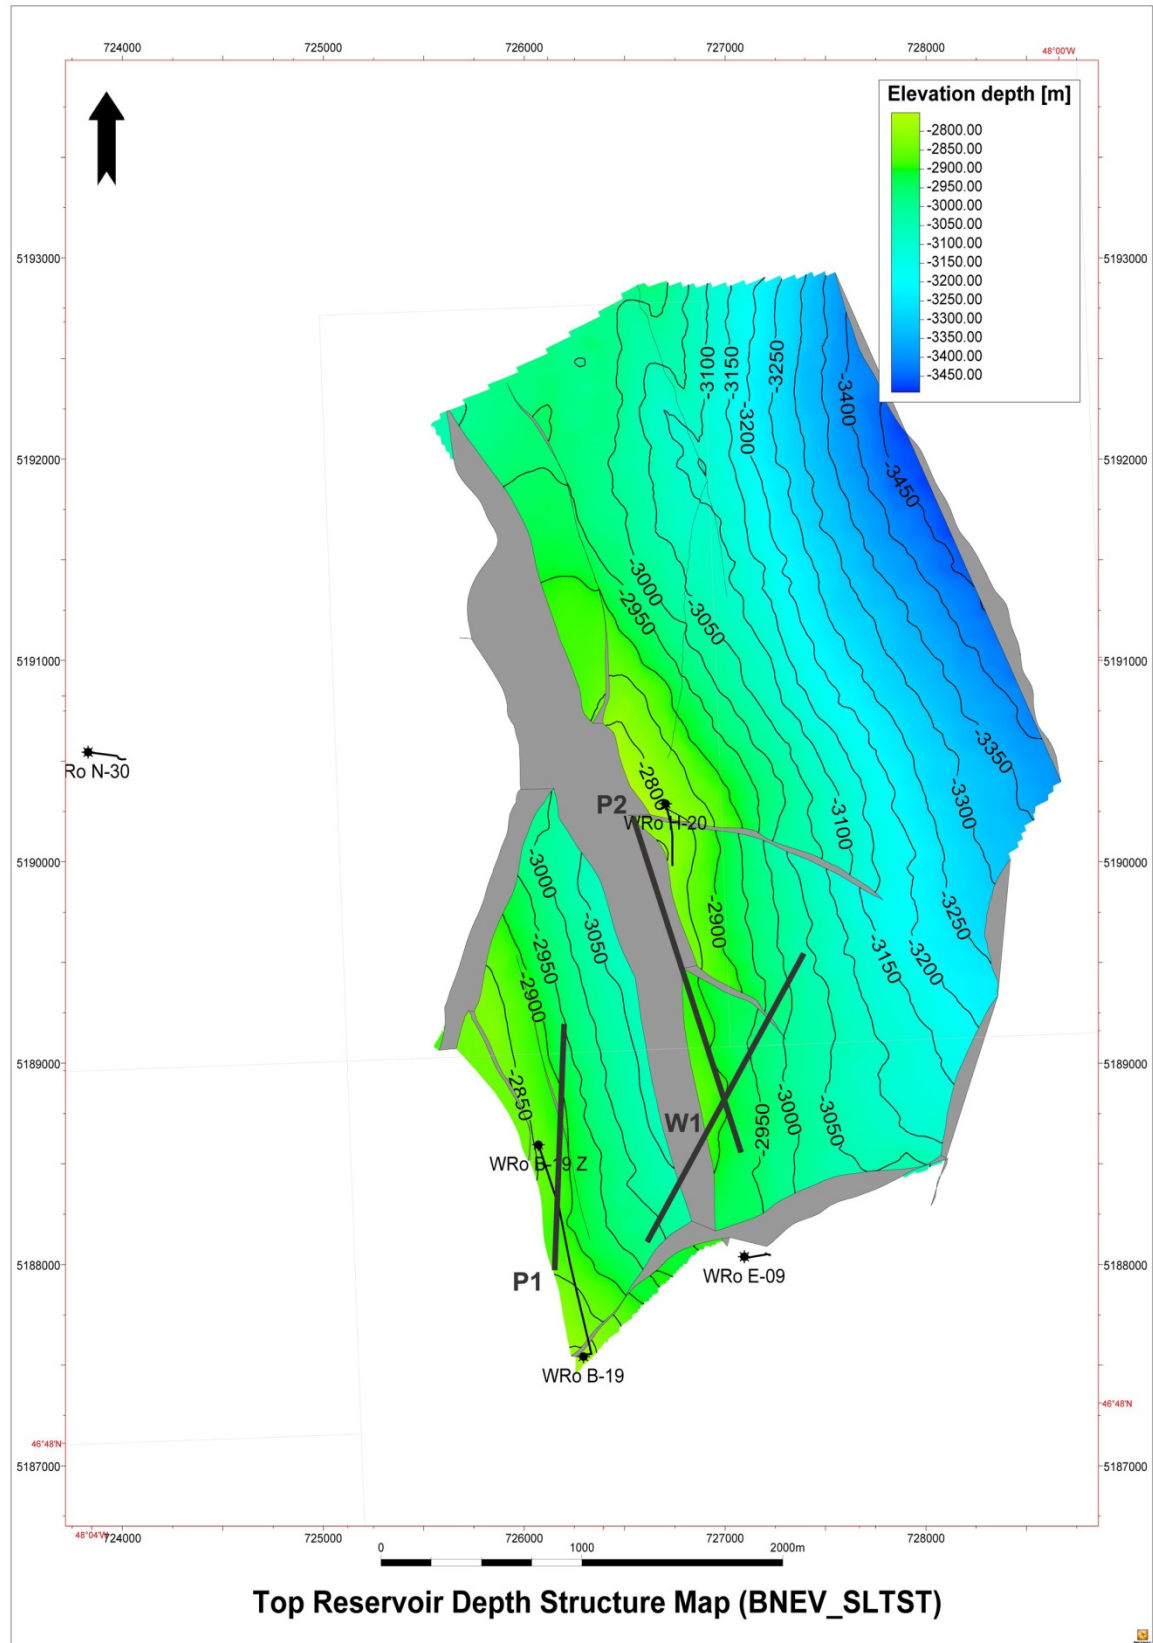 724000 725000 726000 727000 728000
48°00'W
Elevation depth [m]
-2800.00
-2850.00
-2900.00
-2950.00
-3000.00
-3050.00
-3100.00
-3150.00
-3200.00
-3250.00
-3300.00
-3350.00
-3400.00
-3450.00
5193000 5193000
-3100
-3150
-3250
-3200
-3400
5192000 5192000
-3450
-3000
-2950
-3050
5191000 5191000
-3350
Ro N-30
-2800
P2
WRo H-20
-3100
-3300
5190000 5190000
-3000
-3050
-2950
-2900
-2900
-3250
-3200
-3150
5189000 5189000
-2850
W1
-2950
-3000
-3050
WRo B-19 Z
5188000 5188000
P1
WRo E-09
WRo B-19
46°48'N
46°48'N
5187000 5187000
48°04'W
724000 725000 726000 727000 728000
0 1000 2000m
Top Reservoir Depth Structure Map (BNEV_SLTST)